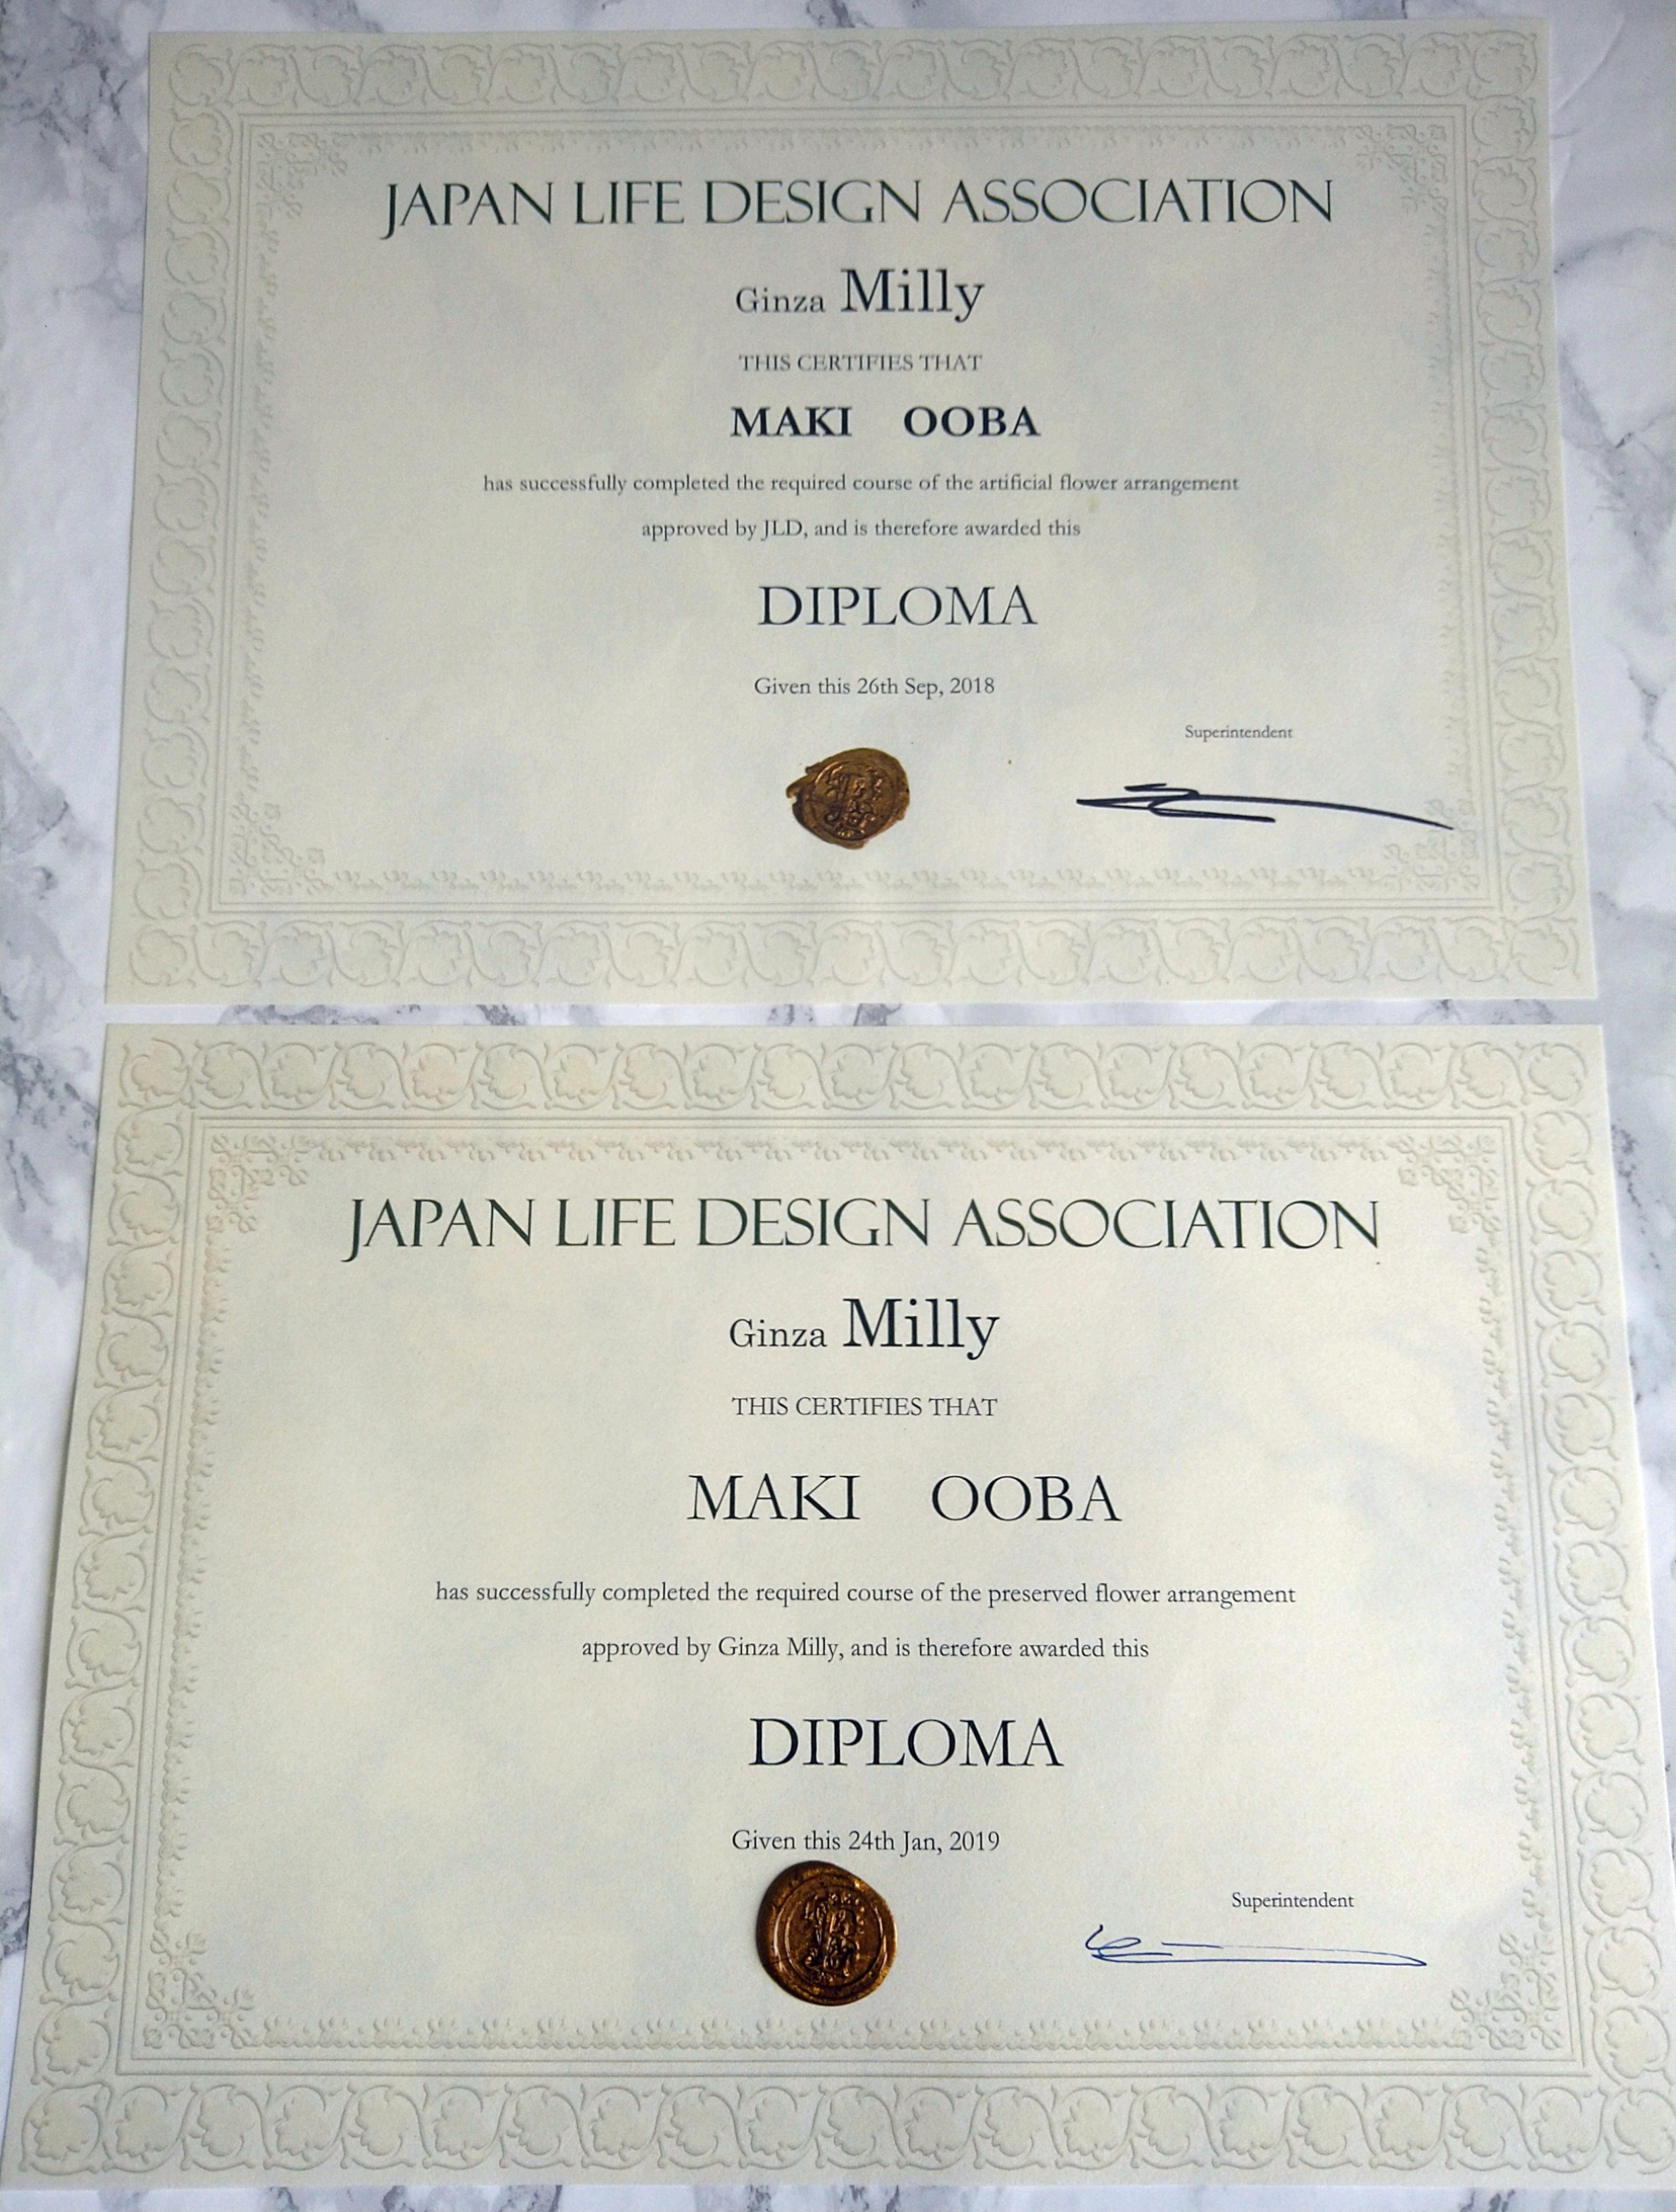 JAPAN LIFE DESIGN ASSOCIATION
Ginza Milly
THIS CERTIFIES THAT
MAKI OOBA
has successfully completed the required course of the artificial flower arrangement
approved by JLD, and is therefore awarded this
DIPLOMA
Given this 26th Sep, 2018
Superintendent
JAPAN LIFE DESIGN ASSOCIATION
Ginza Milly
THIS CERTIFIES THAT
MAKI OOBA
has successfully completed the required course of the preserved flower arrangement
approved by Ginza Milly, and is therefore awarded this
DIPLOMA
Given this 24th Jan, 2019
Superintendent